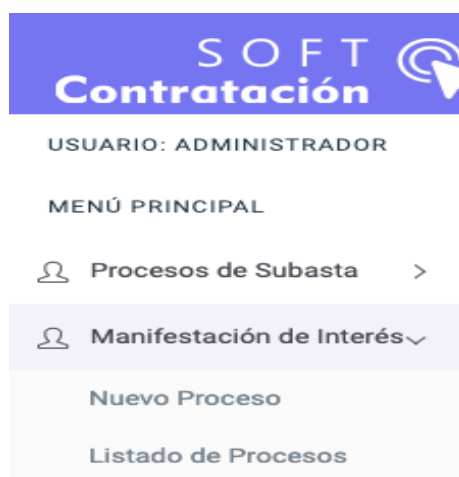 SOFT
Contratación
USUARIO: ADMINISTRADOR
MENÚ PRINCIPAL
Procesos de Subasta
Manifestación de Interés
Nuevo Proceso
Listado de Procesos